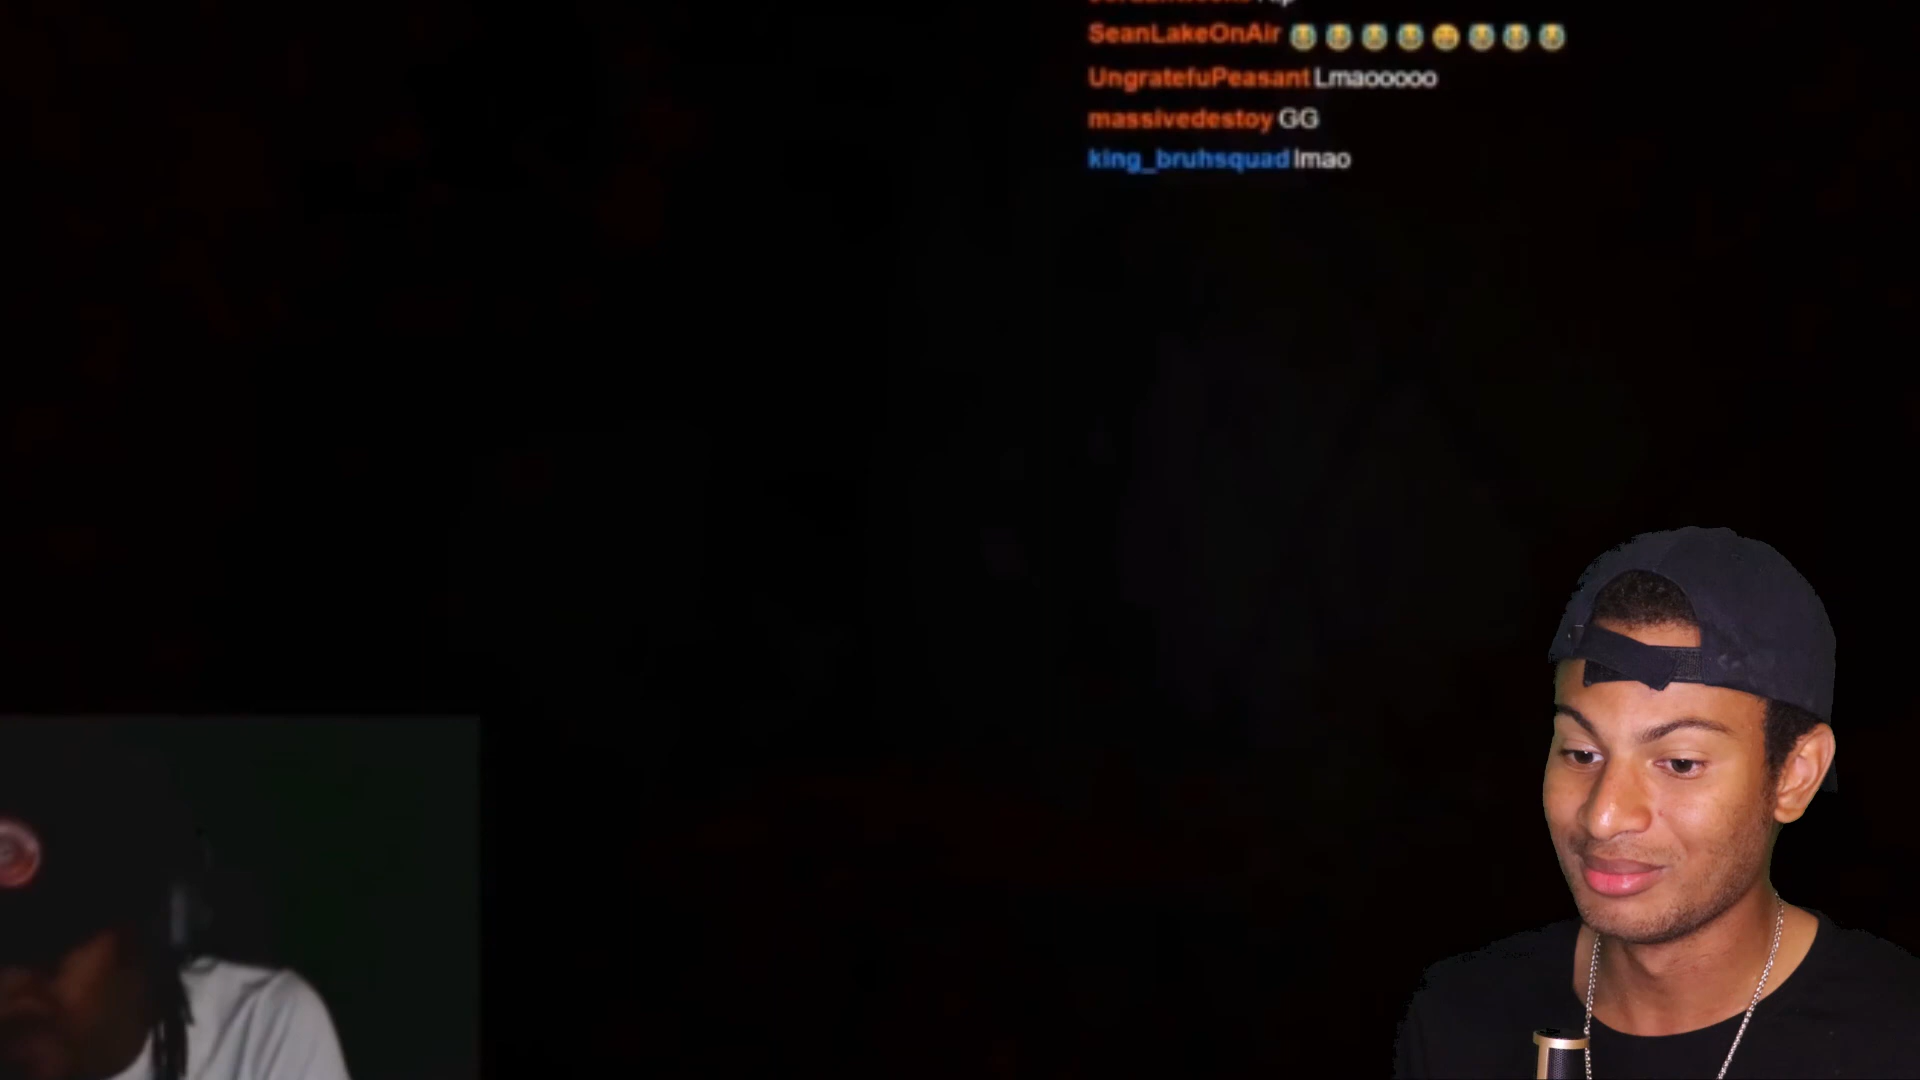 SeanLakeOnAir 😭😭😭😭😄😭😭😭
UngratefuPeasant Lmaooooo
massivedestoy GG
king_bruhsquad lmao